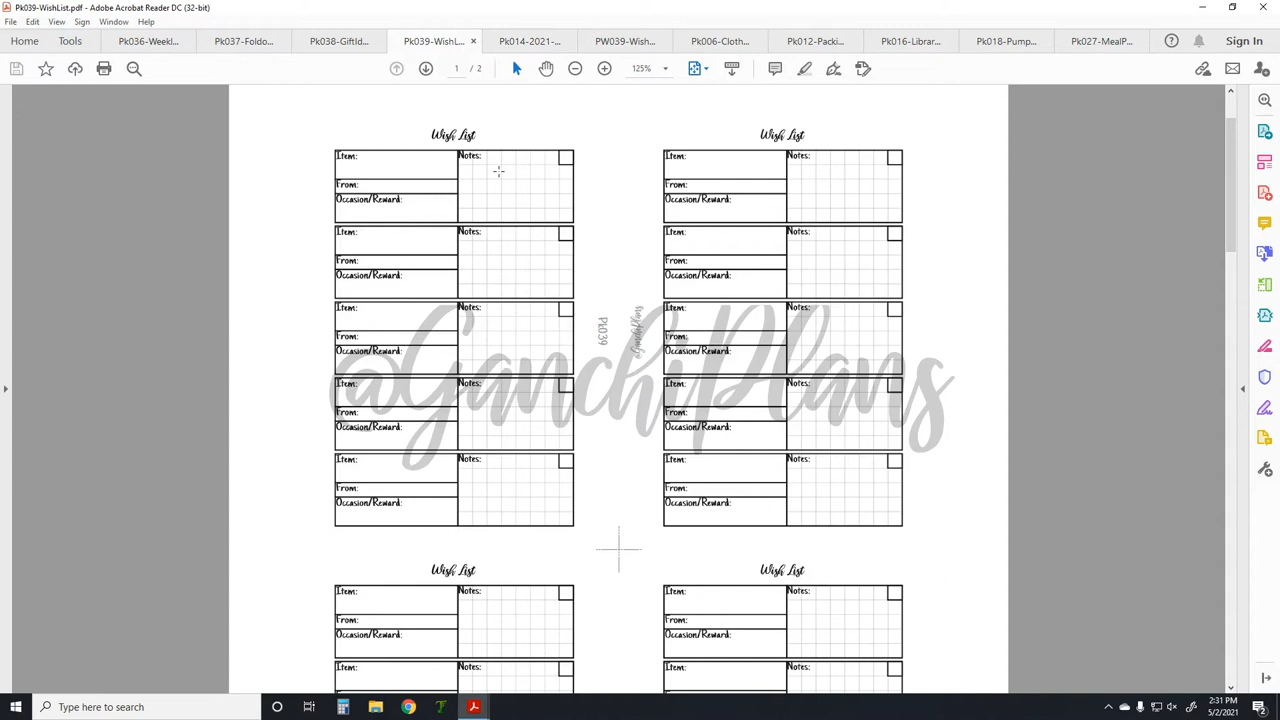 Pk039-WishList.pdf - Adobe Acrobat Reader DC (32-bit)
File Edit View Sign Window Help
Home Tools Pk036-Weekl... Pk037-Foldo... Pk038-GiftId... Pk039-WishL... × Pk014-2021-... PW039-Wish... Pk006-Cloth... Pk012-Packi... Pk016-Librar... Pk018-Pump... Pk027-MealP... Sign In
1 / 2 125%
Wish List
Item: Notes:
From:
Occasion/Reward:
Item: Notes:
From:
Occasion/Reward:
Item: Notes:
From:
Occasion/Reward:
Item: Notes:
From:
Occasion/Reward:
Item: Notes:
From:
Occasion/Reward:
Wish List
Item: Notes:
From:
Occasion/Reward:
Item: Notes:
From:
Occasion/Reward:
Item: Notes:
From:
Occasion/Reward:
Item: Notes:
From:
Occasion/Reward:
Item: Notes:
From:
Occasion/Reward:
Pk039
@GanchiPlans
@GanchiPlans
Wish List
Item: Notes:
From:
Occasion/Reward:
Item: Notes:
Wish List
Item: Notes:
From:
Occasion/Reward:
Item: Notes:
Type here to search
2:31 PM
5/2/2021
2